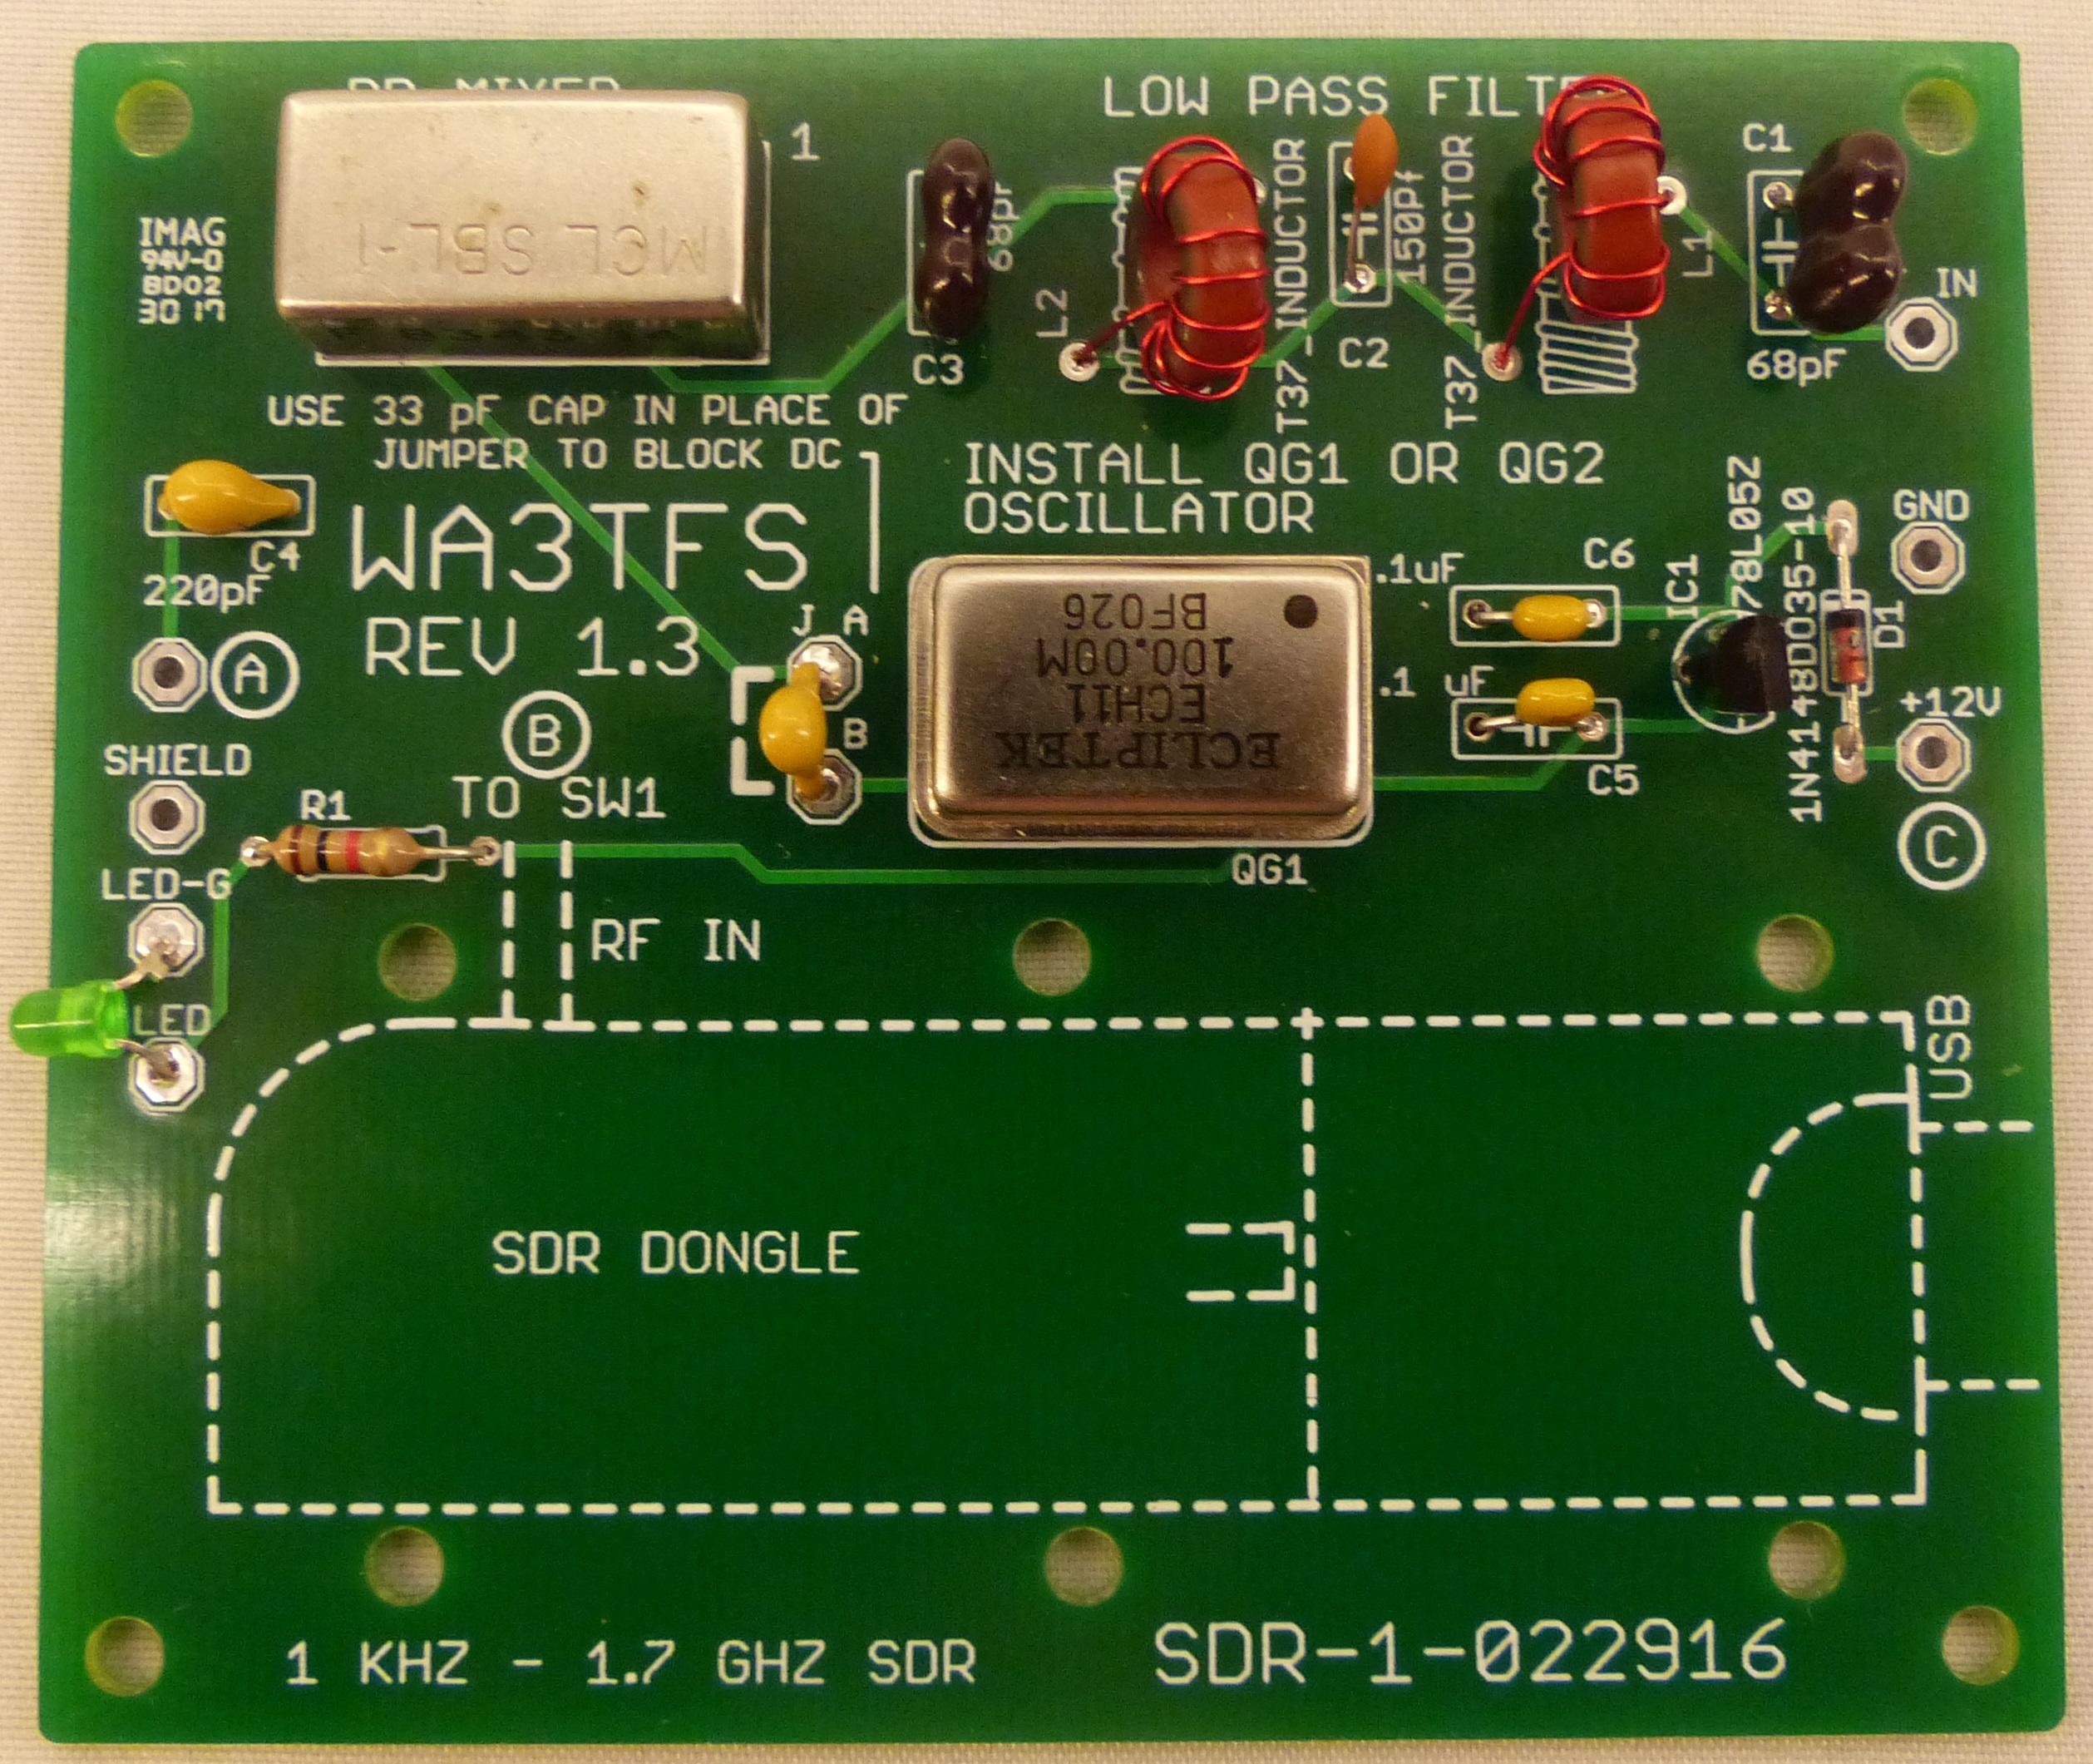 MIXER
LOW PASS FILT
1
C1
IMAG
94V-0
BD02
30 17
MCL SBL-1
68pF
L2
T37_INDUCTOR
150Pf
T37_INDUCTOR
L1
IN
C3
C2
68pF
USE 33 pF CAP IN PLACE OF
JUMPER TO BLOCK DC
INSTALL QG1 OR QG2
OSCILLATOR
C4
220pF
WA3TFS
REV 1.3
J A
B
BF026
100.00M
ECH11
ECLIPTEK
.1uF
C6
.1 uF
C5
IC1
78L05Z
1N4148DO35-10
D1
GND
+12V
A
B
C
SHIELD
R1
TO SW1
LED-G
QG1
RF IN
LED
USB
SDR DONGLE
1 KHZ - 1.7 GHZ SDR
SDR-1-022916